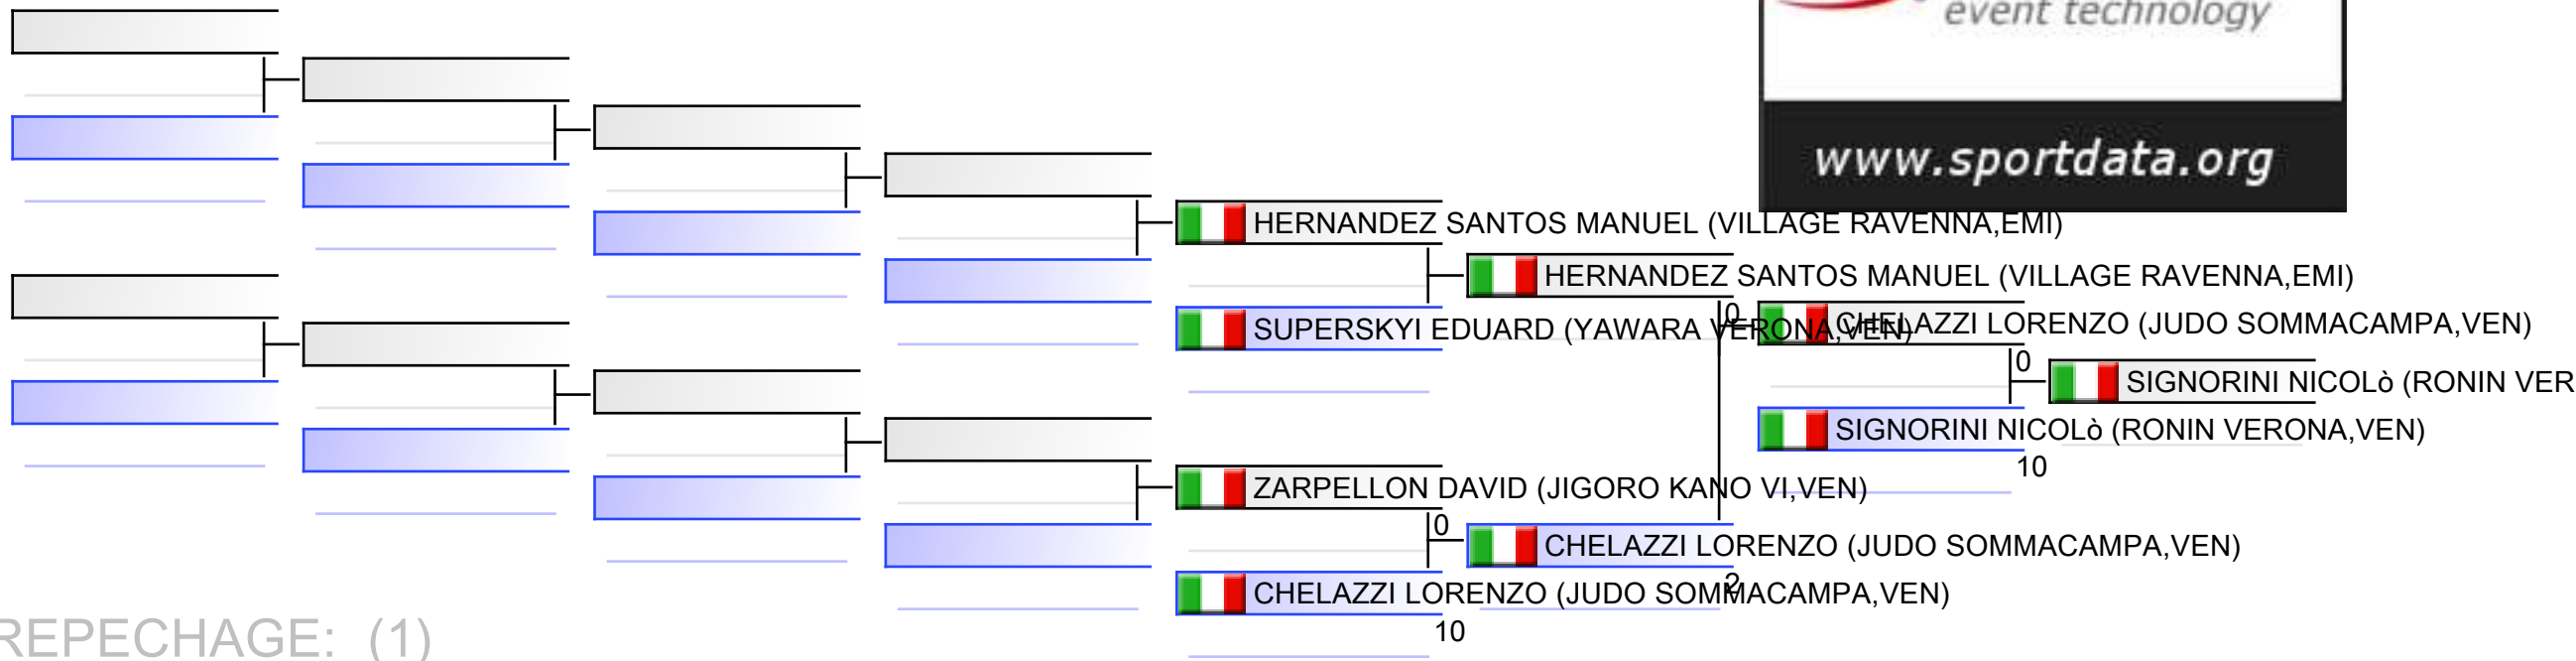 event technology
www.sportdata.org
HERNANDEZ SANTOS MANUEL (VILLAGE RAVENNA,EMI)
HERNANDEZ SANTOS MANUEL (VILLAGE RAVENNA,EMI)
0
CHELAZZI LORENZO (JUDO SOMMACAMPA,VEN)
SUPERSKYI EDUARD (YAWARA VERONA,VEN)
0
SIGNORINI NICOLò (RONIN VER
SIGNORINI NICOLò (RONIN VERONA,VEN)
10
ZARPELLON DAVID (JIGORO KANO VI,VEN)
0
CHELAZZI LORENZO (JUDO SOMMACAMPA,VEN)
2
CHELAZZI LORENZO (JUDO SOMMACAMPA,VEN)
10
REPECHAGE: (1)